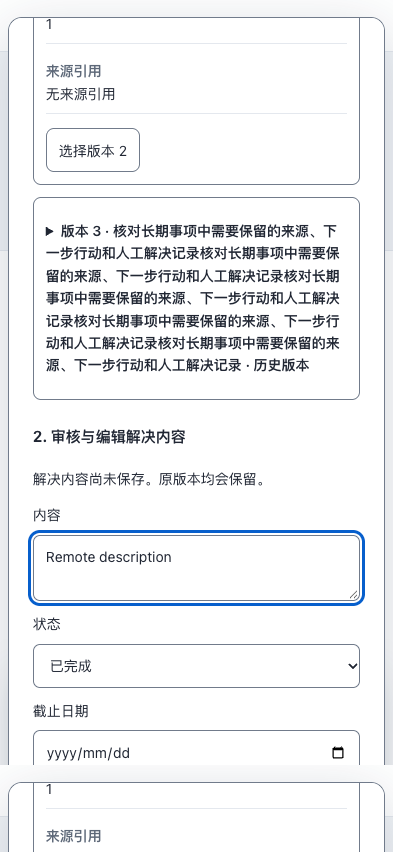 1
来源引用
无来源引用
选择版本 2
▶ 版本 3 · 核对长期事项中需要保留的来源、下
一步行动和人工解决记录核对长期事项中需要保
留的来源、下一步行动和人工解决记录核对长期
事项中需要保留的来源、下一步行动和人工解决
记录核对长期事项中需要保留的来源、下一步行
动和人工解决记录核对长期事项中需要保留的来
源、下一步行动和人工解决记录 · 历史版本
2. 审核与编辑解决内容
解决内容尚未保存。原版本均会保留。
内容
Remote description
状态
已完成
截止日期
yyyy/mm/dd
1
来源引用